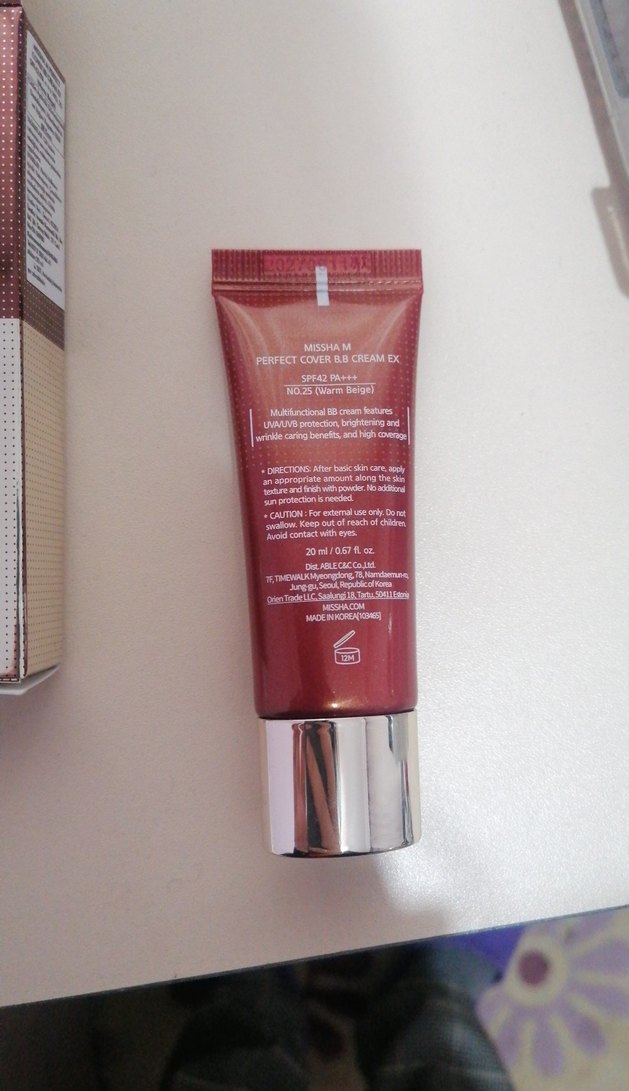 MISSHA M
PERFECT COVER B.B CREAM EX
SPF42 PA+++
NO.25 (Warm Beige)
Multifunctional BB cream features
UVA/UVB protection, brightening and
wrinkle caring benefits, and high coverage
* DIRECTIONS: After basic skin care, apply
an appropriate amount along the skin
texture and finish with powder. No additional
sun protection is needed.
* CAUTION : For external use only. Do not
swallow. Keep out of reach of children.
Avoid contact with eyes.
20 ml / 0.67 fl. oz.
Dist. ABLE C&C Co.,Ltd.
7F, TIMEWALK Myeongdong, 78, Namdaemun-ro,
Jung-gu, Seoul, Republic of Korea
Orien Trade LLC, Saalungi 18, Tartu, 50411 Estonia
MISSHA.COM
MADE IN KOREA[103465]
12M